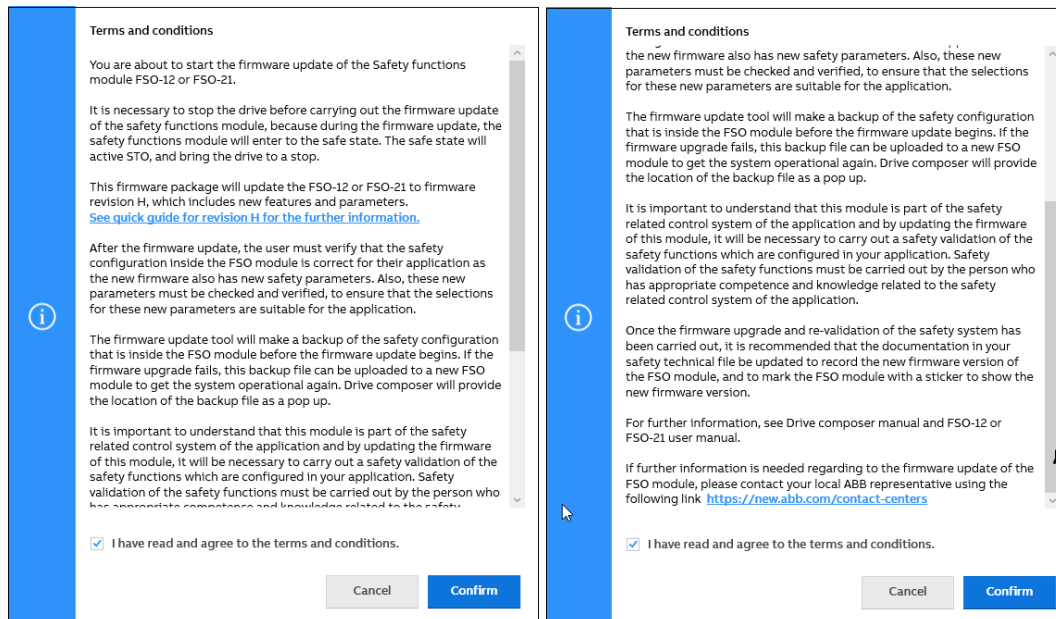 Terms and conditions
You are about to start the firmware update of the Safety functions
module FSO-12 or FSO-21.
It is necessary to stop the drive before carrying out the firmware update
of the safety functions module, because during the firmware update, the
safety functions module will enter to the safe state. The safe state will
active STO, and bring the drive to a stop.
This firmware package will update the FSO-12 or FSO-21 to firmware
revision H, which includes new features and parameters.
See quick guide for revision H for the further information.
After the firmware update, the user must verify that the safety
configuration inside the FSO module is correct for their application as
the new firmware also has new safety parameters. Also, these new
parameters must be checked and verified, to ensure that the selections
for these new parameters are suitable for the application.
The firmware update tool will make a backup of the safety configuration
that is inside the FSO module before the firmware update begins. If the
firmware upgrade fails, this backup file can be uploaded to a new FSO
module to get the system operational again. Drive composer will provide
the location of the backup file as a pop up.
It is important to understand that this module is part of the safety
related control system of the application and by updating the firmware
of this module, it will be necessary to carry out a safety validation of the
safety functions which are configured in your application. Safety
validation of the safety functions must be carried out by the person who
has appropriate competence and knowledge related to the safety
I have read and agree to the terms and conditions.
Cancel
Confirm
Terms and conditions
the new firmware also has new safety parameters. Also, these new
parameters must be checked and verified, to ensure that the selections
for these new parameters are suitable for the application.
The firmware update tool will make a backup of the safety configuration
that is inside the FSO module before the firmware update begins. If the
firmware upgrade fails, this backup file can be uploaded to a new FSO
module to get the system operational again. Drive composer will provide
the location of the backup file as a pop up.
It is important to understand that this module is part of the safety
related control system of the application and by updating the firmware
of this module, it will be necessary to carry out a safety validation of the
safety functions which are configured in your application. Safety
validation of the safety functions must be carried out by the person who
has appropriate competence and knowledge related to the safety
related control system of the application.
Once the firmware upgrade and re-validation of the safety system has
been carried out, it is recommended that the documentation in your
safety technical file be updated to record the new firmware version of
the FSO module, and to mark the FSO module with a sticker to show the
new firmware version.
For further information, see Drive composer manual and FSO-12 or
FSO-21 user manual.
If further information is needed regarding to the firmware update of the
FSO module, please contact your local ABB representative using the
following link https://new.abb.com/contact-centers
I have read and agree to the terms and conditions.
Cancel
Confirm